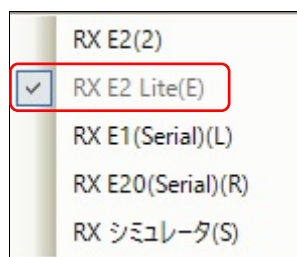 RX E2(2)
RX E2 Lite(E)
RX E1(Serial)(L)
RX E20(Serial)(R)
RX シミュレータ(S)